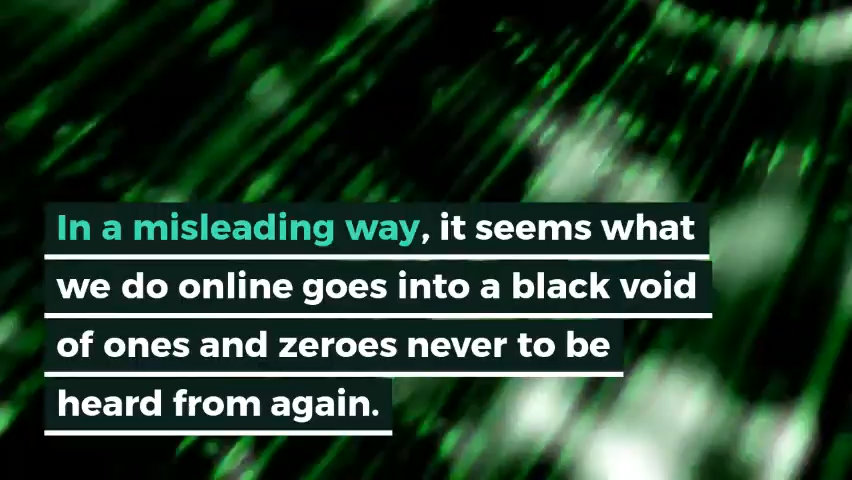 In a misleading way, it seems what
we do online goes into a black void
of ones and zeroes never to be
heard from again.